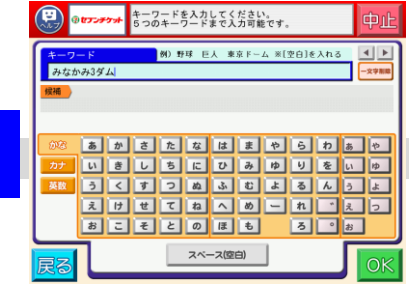 ヘルプ
セブンチケット
キーワードを入力してください。
5つのキーワードまで入力可能です。
中止
キーワード 例) 野球 巨人 東京ドーム ※[空白]を入れる
みなかみ3ダム
一文字削除
候補
かな あ か さ た な は ま や ら わ ぁ ゃ
カナ い き し ち に ひ み ゆ り を ぃ ゅ
英数 う く す つ ぬ ふ む よ る ん ぅ ょ
え け せ て ね へ め ー れ ゛ ぇ っ
お こ そ と の ほ も ろ ゜ ぉ
戻る
スペース(空白)
OK